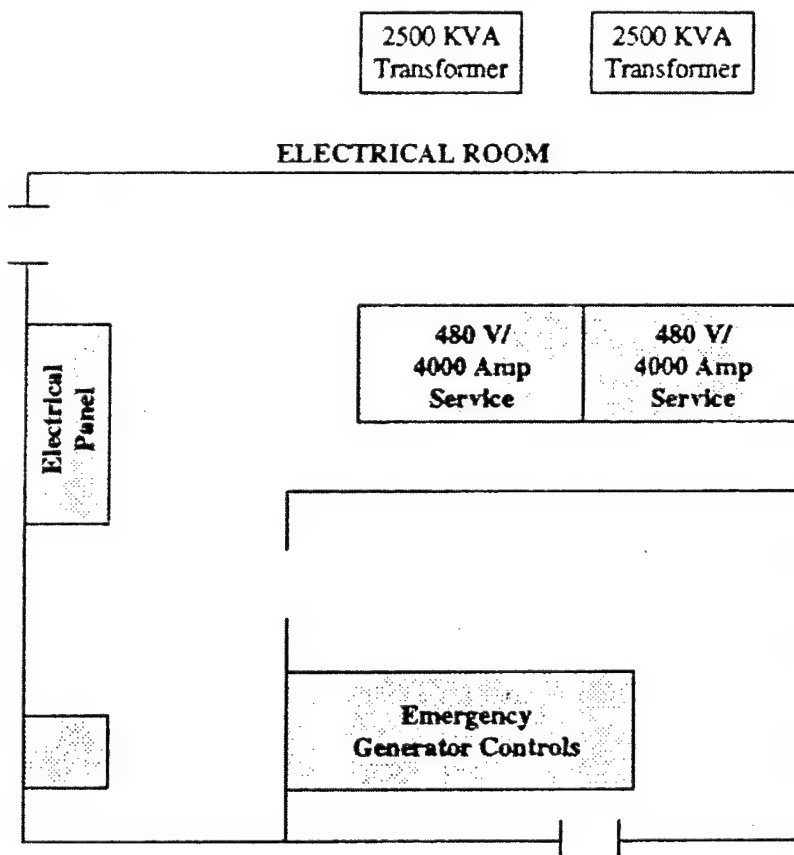 2500 KVA
Transformer
2500 KVA
Transformer
ELECTRICAL ROOM
480 V/
4000 Amp
Service
480 V/
4000 Amp
Service
Electrical
Panel
Emergency
Generator Controls